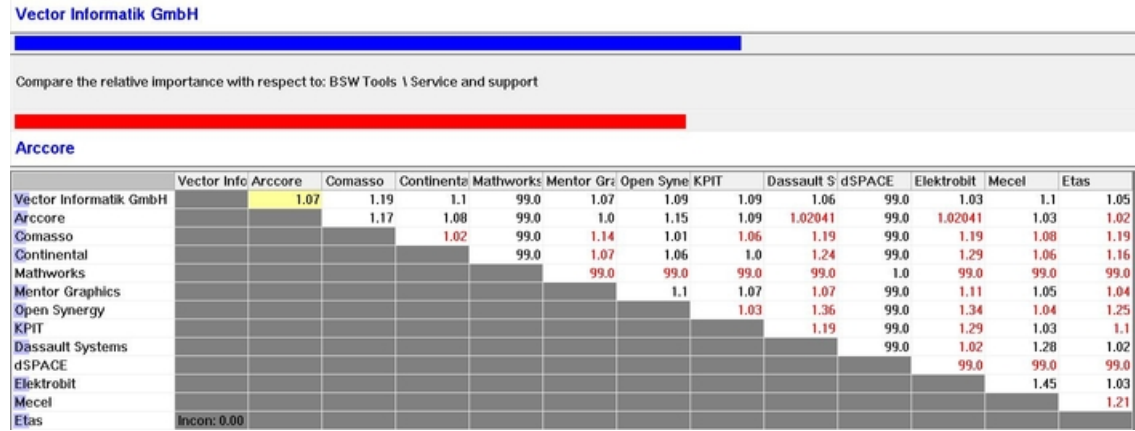 Vector Informatik GmbH
Compare the relative importance with respect to: BSW Tools \ Service and support
Arccore
Vector Info Arccore Comasso Continenta Mathworks Mentor Gra Open Syne KPIT Dassault S dSPACE Elektrobit Mecel Etas
Vector Informatik GmbH 1.07 1.19 1.1 99.0 1.07 1.09 1.09 1.06 99.0 1.03 1.1 1.05
Arccore 1.17 1.08 99.0 1.0 1.15 1.09 1.02041 99.0 1.02041 1.03 1.02
Comasso 1.02 99.0 1.14 1.01 1.06 1.19 99.0 1.19 1.08 1.19
Continental 99.0 1.07 1.06 1.0 1.24 99.0 1.29 1.06 1.16
Mathworks 99.0 99.0 99.0 99.0 1.0 99.0 99.0 99.0
Mentor Graphics 1.1 1.07 1.07 99.0 1.11 1.05 1.04
Open Synergy 1.03 1.36 99.0 1.34 1.04 1.25
KPIT 1.19 99.0 1.29 1.03 1.1
Dassault Systems 99.0 1.02 1.28 1.02
dSPACE 99.0 99.0 99.0
Elektrobit 1.45 1.03
Mecel 1.21
Etas Incon: 0.00